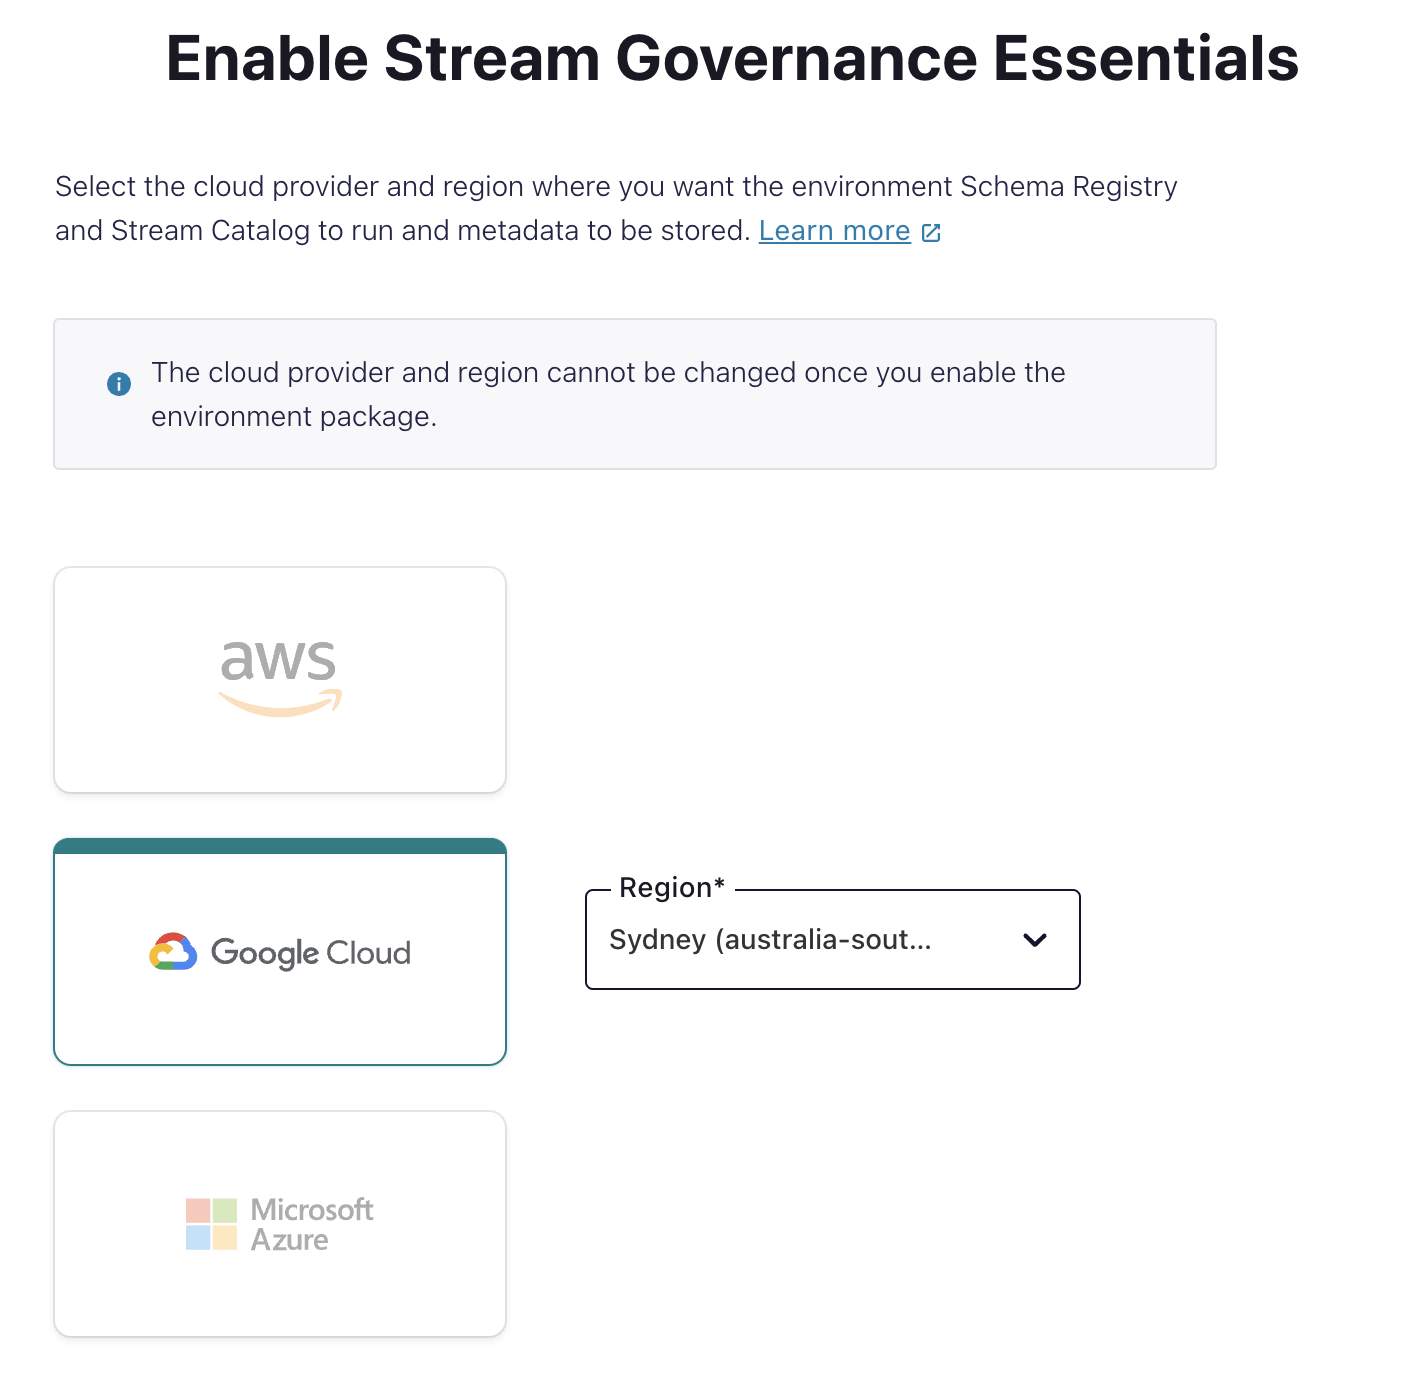 Enable Stream Governance Essentials
Select the cloud provider and region where you want the environment Schema Registry
and Stream Catalog to run and metadata to be stored. Learn more
The cloud provider and region cannot be changed once you enable the
environment package.
aws
Google Cloud
Region*
Sydney (australia-sout...
Microsoft
Azure